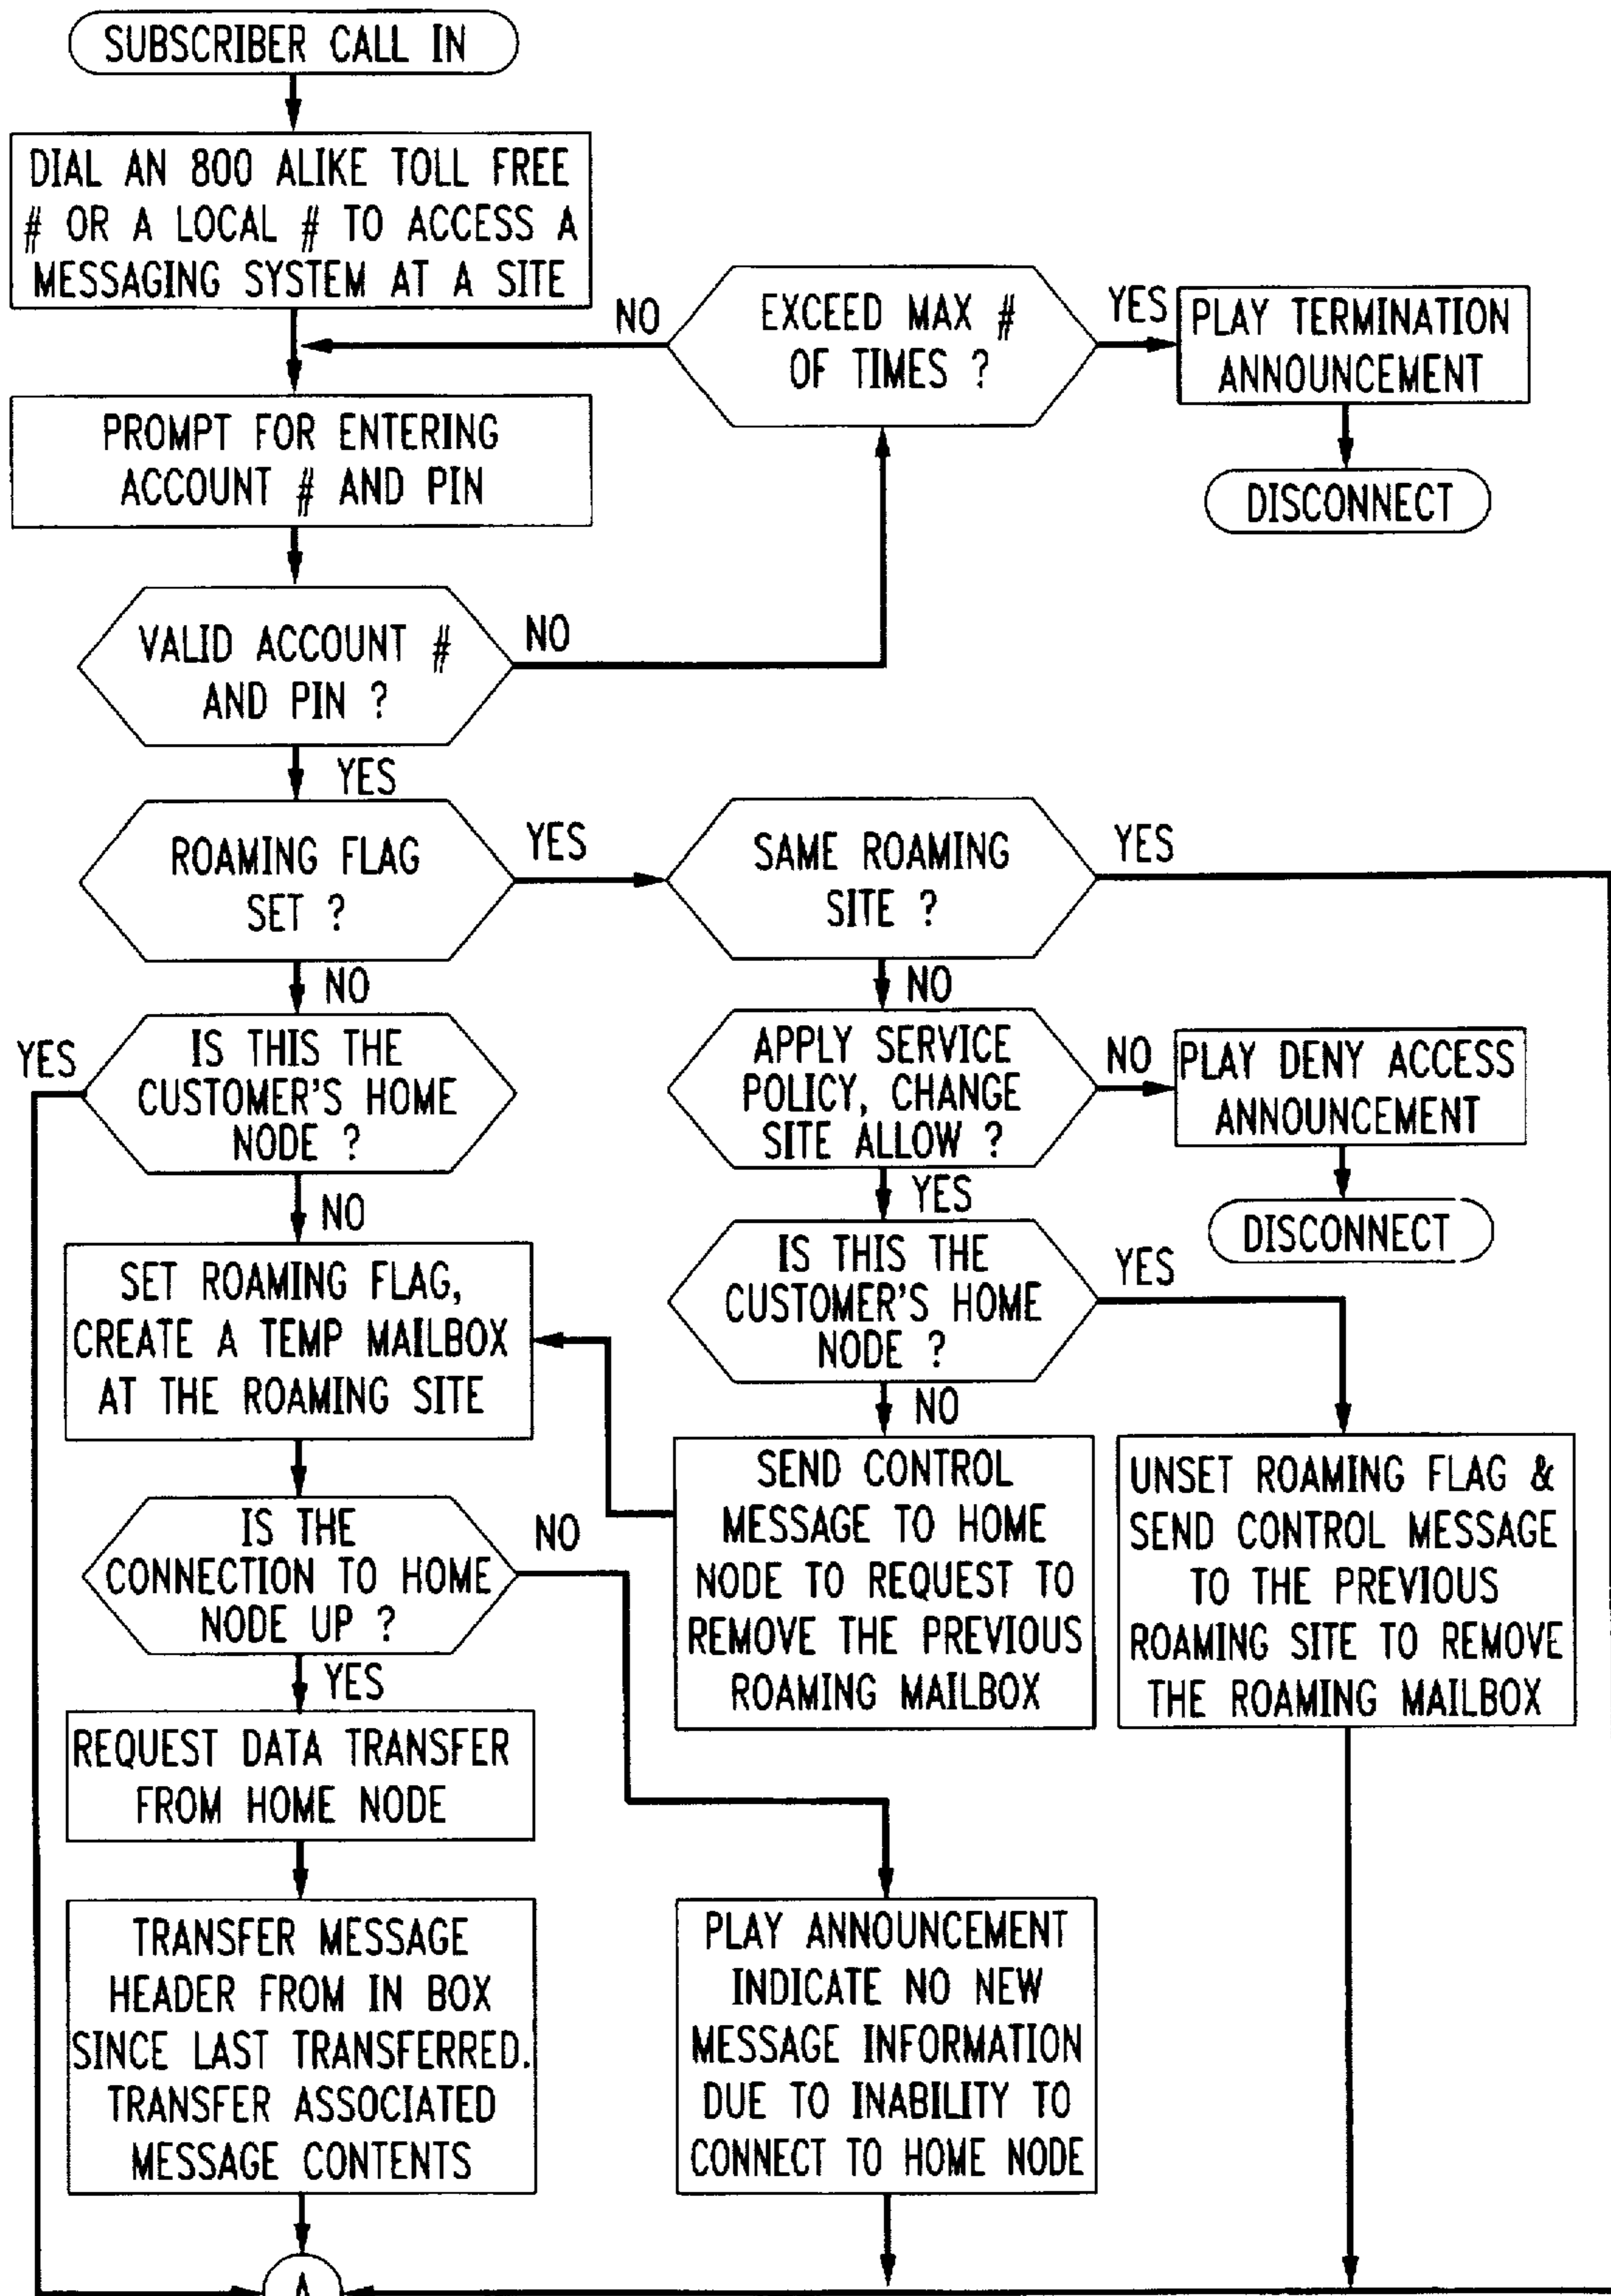 SUBSCRIBER CALL IN
DIAL AN 800 ALIKE TOLL FREE
# OR A LOCAL # TO ACCESS A
MESSAGING SYSTEM AT A SITE
NO
EXCEED MAX #
OF TIMES ?
YES
PLAY TERMINATION
ANNOUNCEMENT
DISCONNECT
PROMPT FOR ENTERING
ACCOUNT # AND PIN
VALID ACCOUNT #
AND PIN ?
NO
YES
ROAMING FLAG
SET ?
YES
SAME ROAMING
SITE ?
YES
NO
NO
YES
IS THIS THE
CUSTOMER'S HOME
NODE ?
APPLY SERVICE
POLICY, CHANGE
SITE ALLOW ?
NO
PLAY DENY ACCESS
ANNOUNCEMENT
DISCONNECT
NO
YES
SET ROAMING FLAG,
CREATE A TEMP MAILBOX
AT THE ROAMING SITE
IS THIS THE
CUSTOMER'S HOME
NODE ?
YES
NO
IS THE
CONNECTION TO HOME
NODE UP ?
NO
SEND CONTROL
MESSAGE TO HOME
NODE TO REQUEST TO
REMOVE THE PREVIOUS
ROAMING MAILBOX
UNSET ROAMING FLAG &
SEND CONTROL MESSAGE
TO THE PREVIOUS
ROAMING SITE TO REMOVE
THE ROAMING MAILBOX
YES
REQUEST DATA TRANSFER
FROM HOME NODE
TRANSFER MESSAGE
HEADER FROM IN BOX
SINCE LAST TRANSFERRED.
TRANSFER ASSOCIATED
MESSAGE CONTENTS
PLAY ANNOUNCEMENT
INDICATE NO NEW
MESSAGE INFORMATION
DUE TO INABILITY TO
CONNECT TO HOME NODE
A